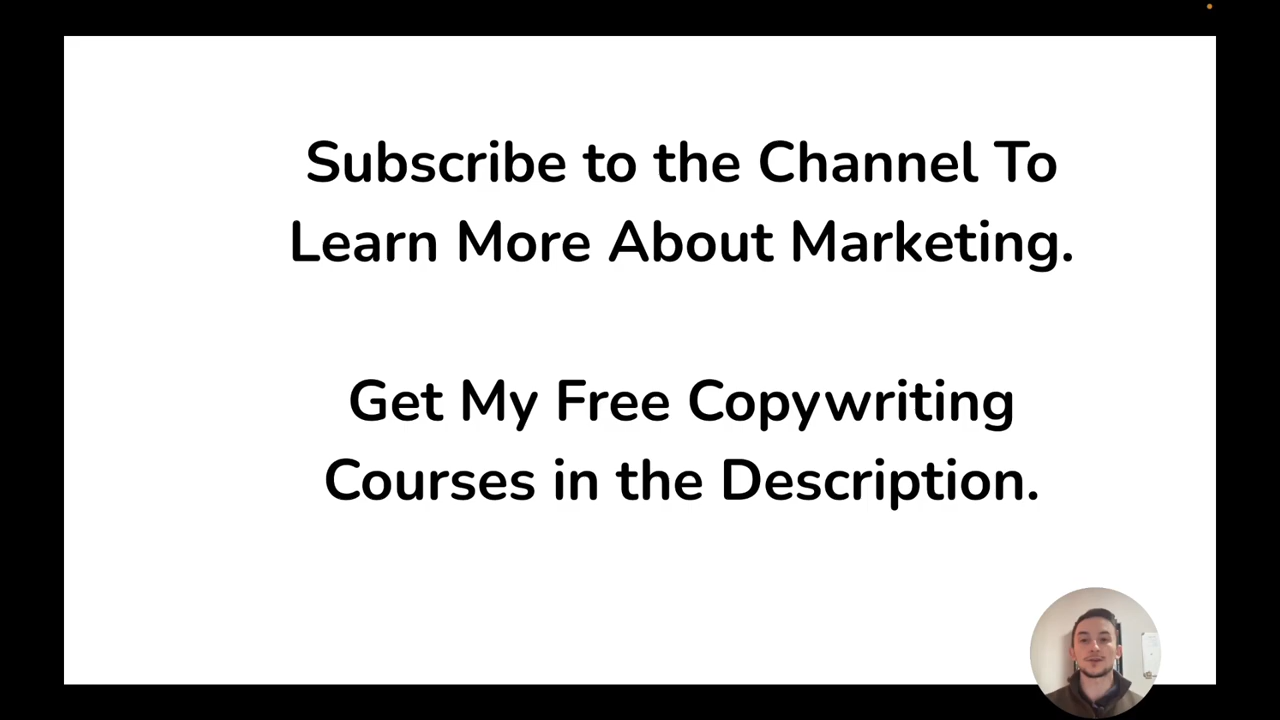 Subscribe to the Channel To
Learn More About Marketing.
Get My Free Copywriting
Courses in the Description.